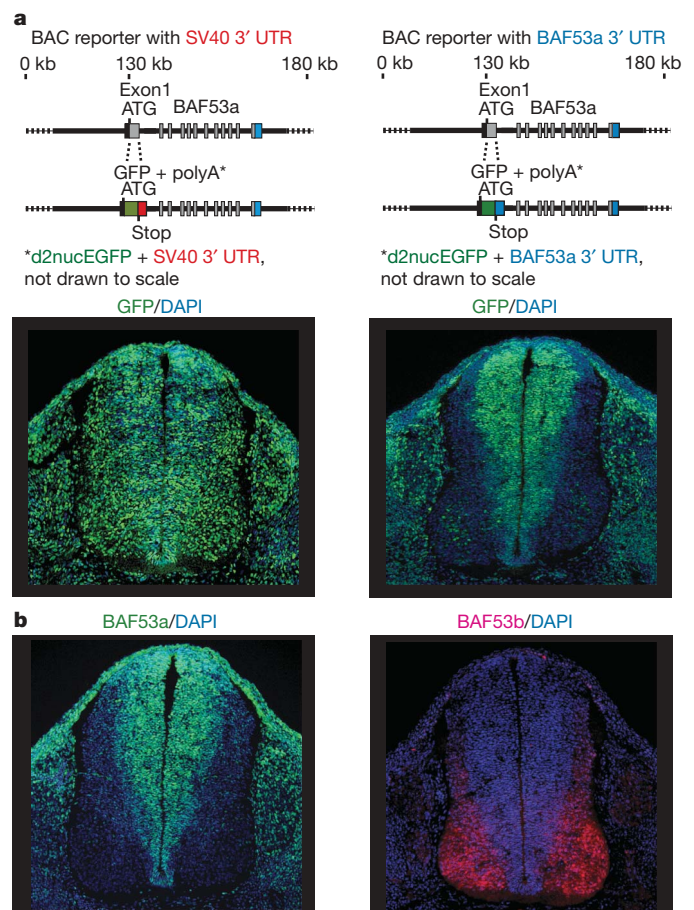 a
BAC reporter with SV40 3′ UTR
0 kb 130 kb 180 kb
Exon1
ATG BAF53a
GFP + polyA*
ATG
Stop
*d2nucEGFP + SV40 3′ UTR,
not drawn to scale
GFP/DAPI
BAC reporter with BAF53a 3′ UTR
0 kb 130 kb 180 kb
Exon1
ATG BAF53a
GFP + polyA*
ATG
Stop
*d2nucEGFP + BAF53a 3′ UTR,
not drawn to scale
GFP/DAPI
b
BAF53a/DAPI
BAF53b/DAPI